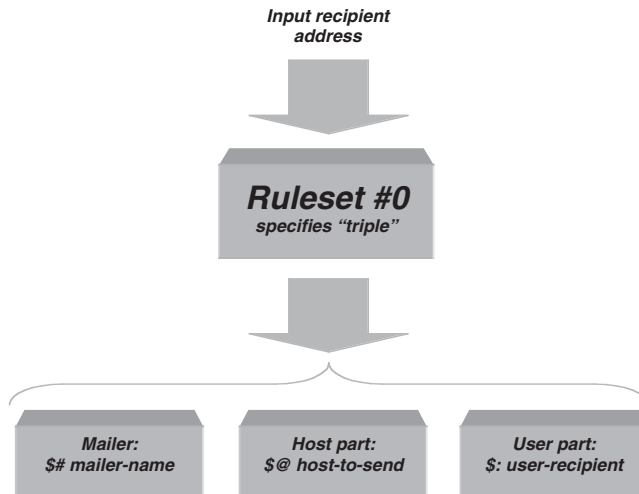 Input recipient
address
Ruleset #0
specifies “triple”
Mailer:
$# mailer-name
Host part:
$@ host-to-send
User part:
$: user-recipient